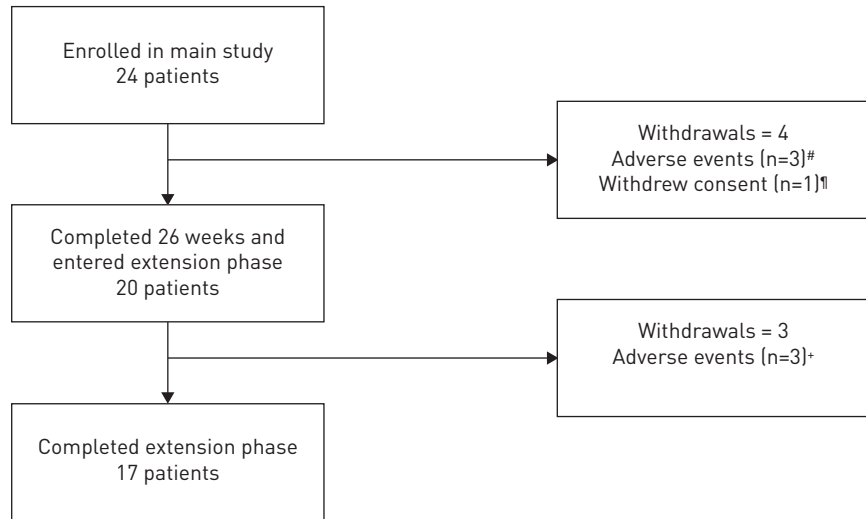 Enrolled in main study
24 patients
Withdrawals = 4
Adverse events (n=3)#
Withdrew consent (n=1)¶
Completed 26 weeks and
entered extension phase
20 patients
Withdrawals = 3
Adverse events (n=3)+
Completed extension phase
17 patients